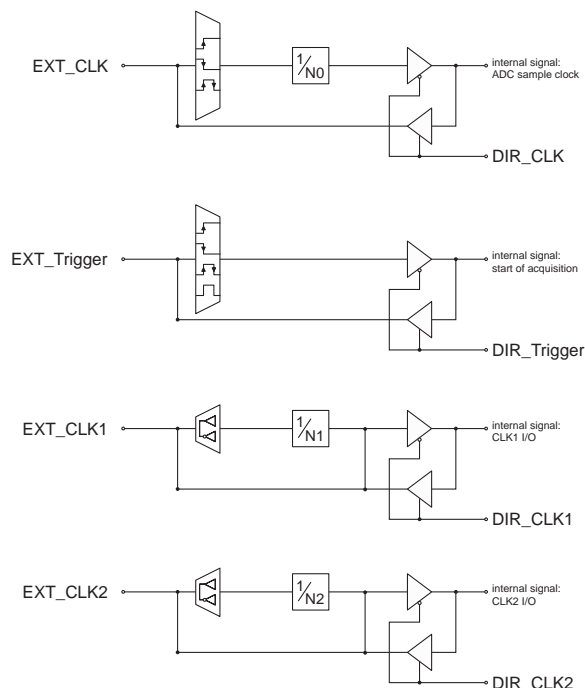 EXT_CLK
1/N0
internal signal:
ADC sample clock
DIR_CLK
EXT_Trigger
internal signal:
start of acquisition
DIR_Trigger
EXT_CLK1
1/N1
internal signal:
CLK1 I/O
DIR_CLK1
EXT_CLK2
1/N2
internal signal:
CLK2 I/O
DIR_CLK2